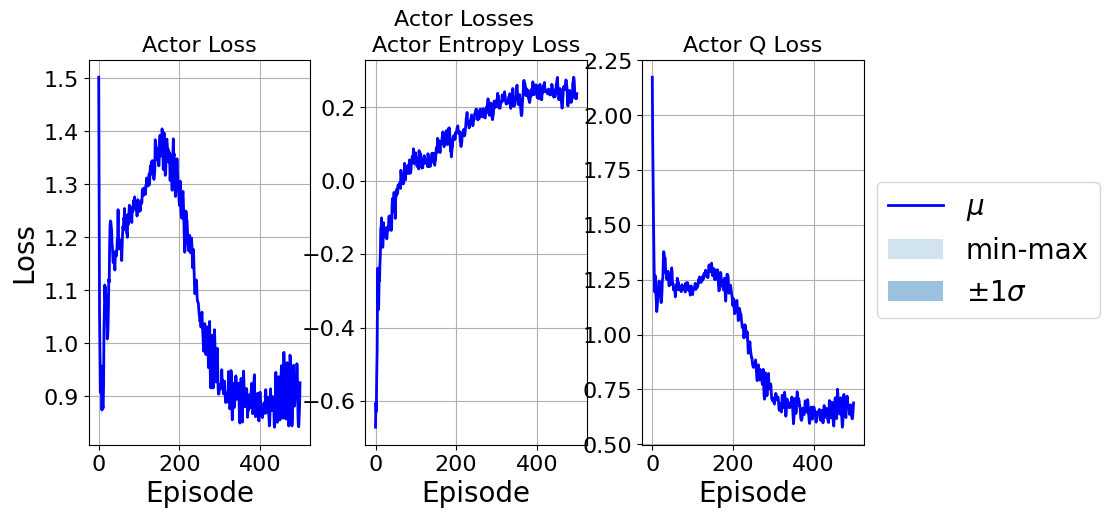 Actor Losses
Actor Loss
Actor Entropy Loss
Actor Q Loss
Loss
1.5
1.4
1.3
1.2
1.1
1.0
0.9
0 200 400
Episode
0.2
0.0
−0.2
−0.4
−0.6
0 200 400
Episode
2.25
2.00
1.75
1.50
1.25
1.00
0.75
0.50
0 200 400
Episode
μ
min-max
±1σ